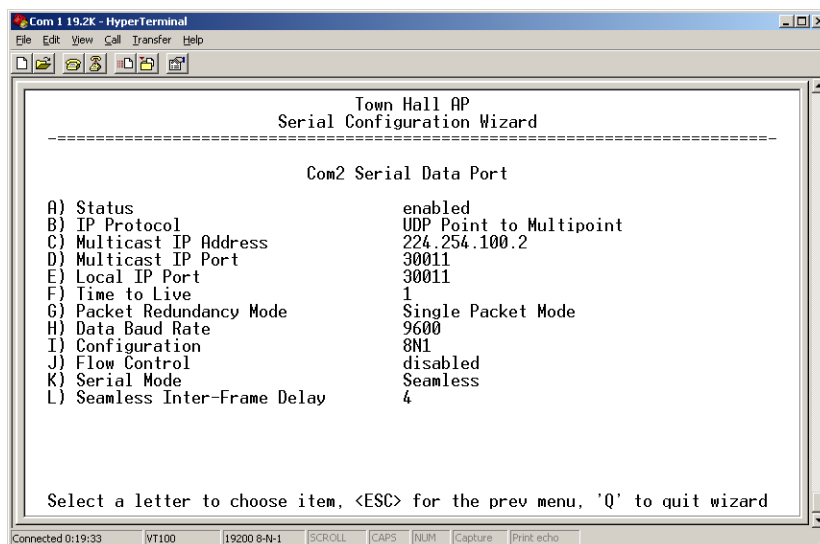 Com 1 19.2K - HyperTerminal
File Edit View Call Transfer Help
Town Hall AP
Serial Configuration Wizard
-==========================================================================-
Com2 Serial Data Port
A) Status enabled
B) IP Protocol UDP Point to Multipoint
C) Multicast IP Address 224.254.100.2
D) Multicast IP Port 30011
E) Local IP Port 30011
F) Time to Live 1
G) Packet Redundancy Mode Single Packet Mode
H) Data Baud Rate 9600
I) Configuration 8N1
J) Flow Control disabled
K) Serial Mode Seamless
L) Seamless Inter-Frame Delay 4
Select a letter to choose item, <ESC> for the prev menu, 'Q' to quit wizard
Connected 0:19:33 VT100 19200 8-N-1 SCROLL CAPS NUM Capture Print echo